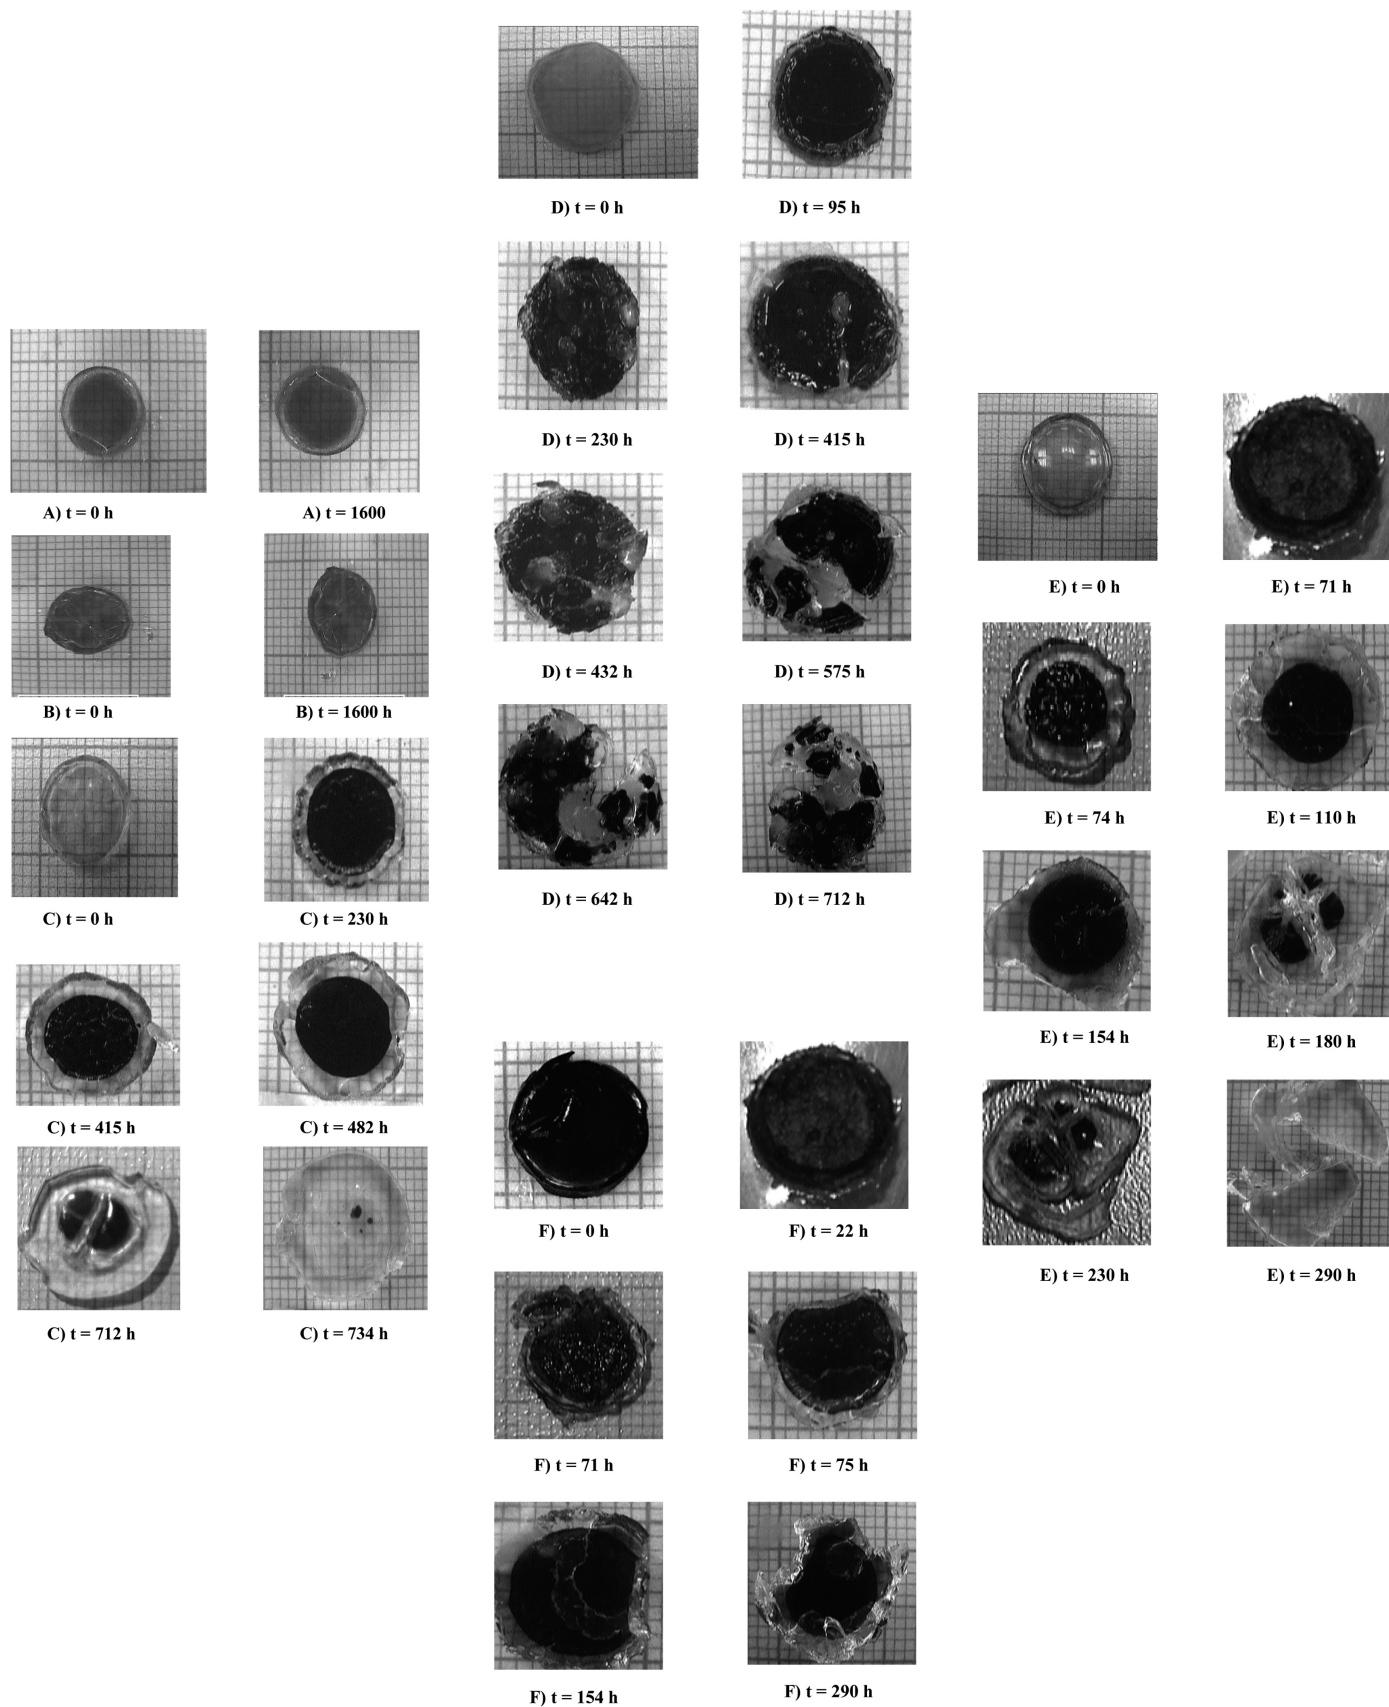 D) t = 0 h
D) t = 95 h
D) t = 230 h
D) t = 415 h
D) t = 432 h
D) t = 575 h
D) t = 642 h
D) t = 712 h
A) t = 0 h
A) t = 1600
B) t = 0 h
B) t = 1600 h
C) t = 0 h
C) t = 230 h
C) t = 415 h
C) t = 482 h
C) t = 712 h
C) t = 734 h
F) t = 0 h
F) t = 22 h
F) t = 71 h
F) t = 75 h
F) t = 154 h
F) t = 290 h
E) t = 0 h
E) t = 71 h
E) t = 74 h
E) t = 110 h
E) t = 154 h
E) t = 180 h
E) t = 230 h
E) t = 290 h